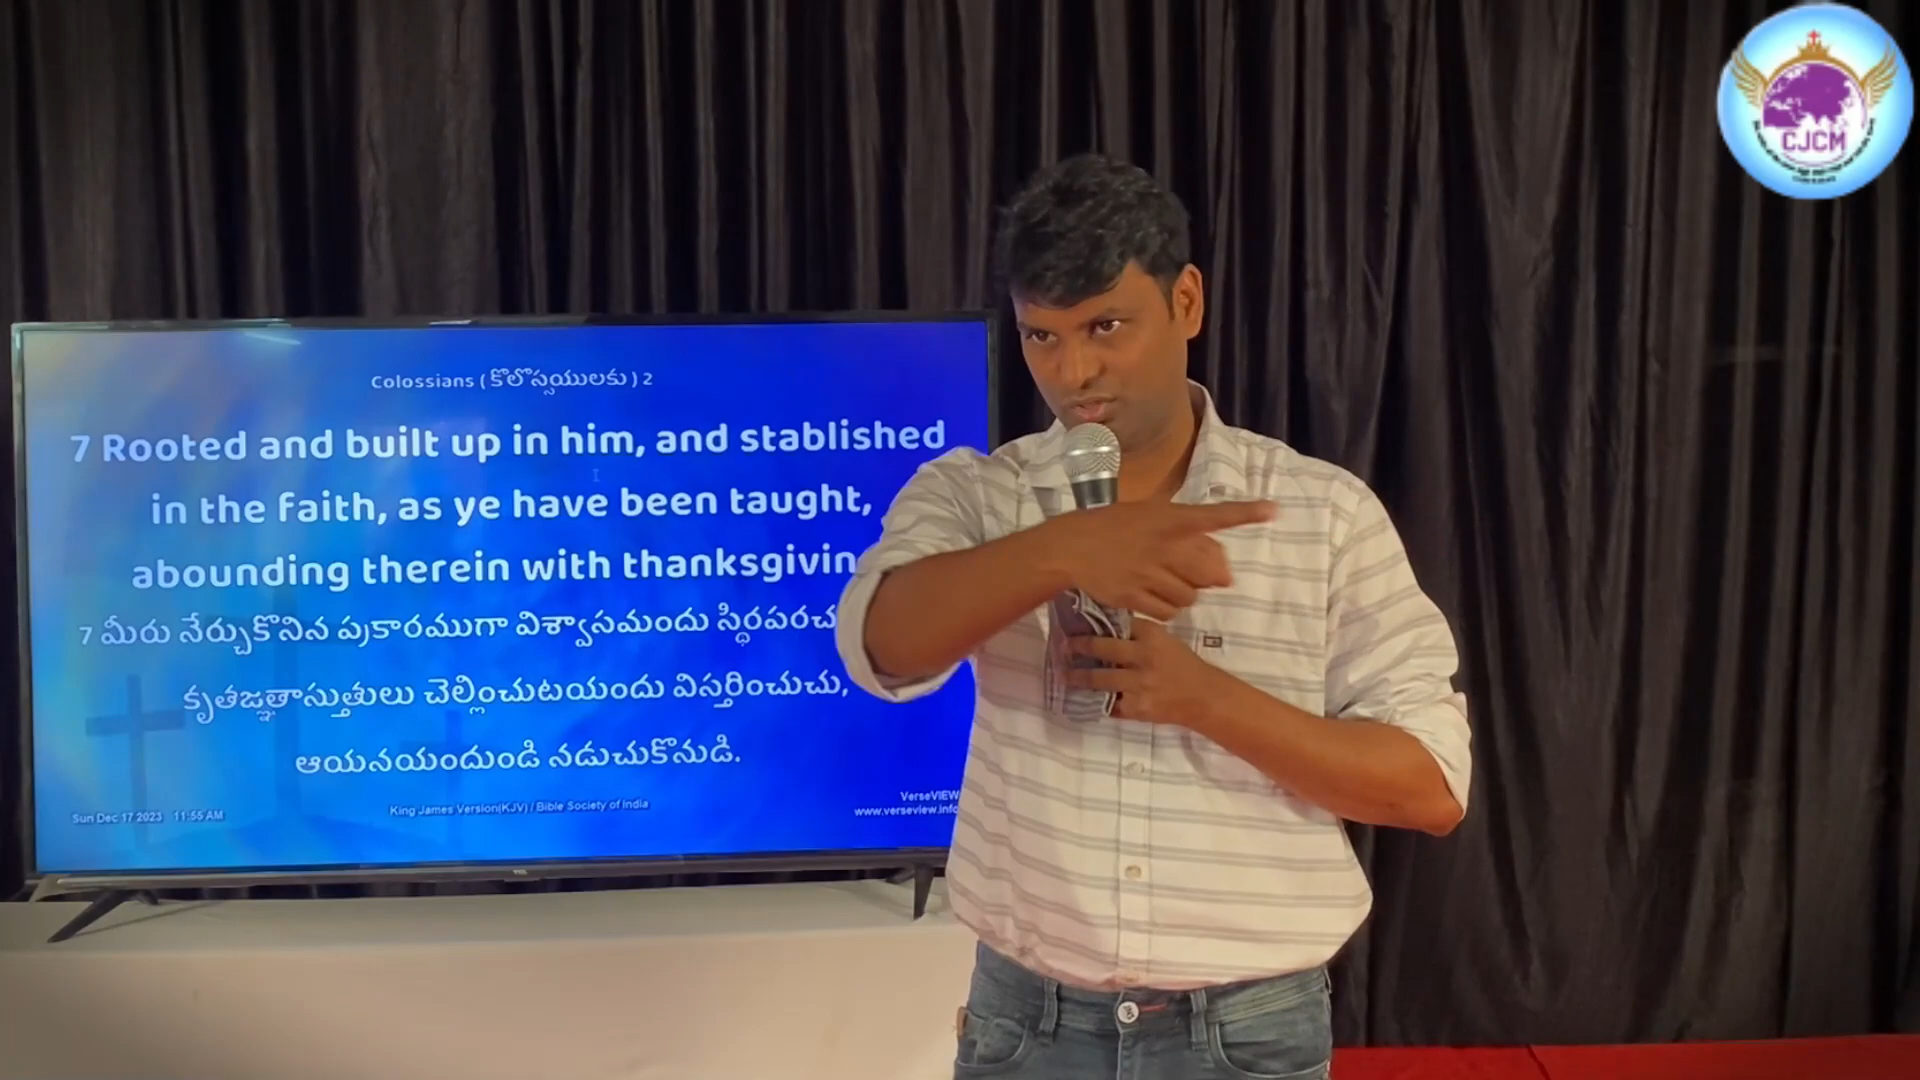 Colossians ( కొలొస్సయులకు ) 2
7 Rooted and built up in him, and stablished
in the faith, as ye have been taught,
abounding therein with thanksgivin
7 మీరు నేర్చుకొనిన ప్రకారముగా విశ్వాసమందు స్థిరపరచ
కృతజ్ఞతాస్తుతులు చెల్లించుటయందు విస్తరించుచు,
ఆయనయందుండి నడుచుకొనుడి.
Sun Dec 17 2023 11:55 AM
King James Version(KJV) / Bible Society of India
VerseVIEW
www.verseview.info
CJCM